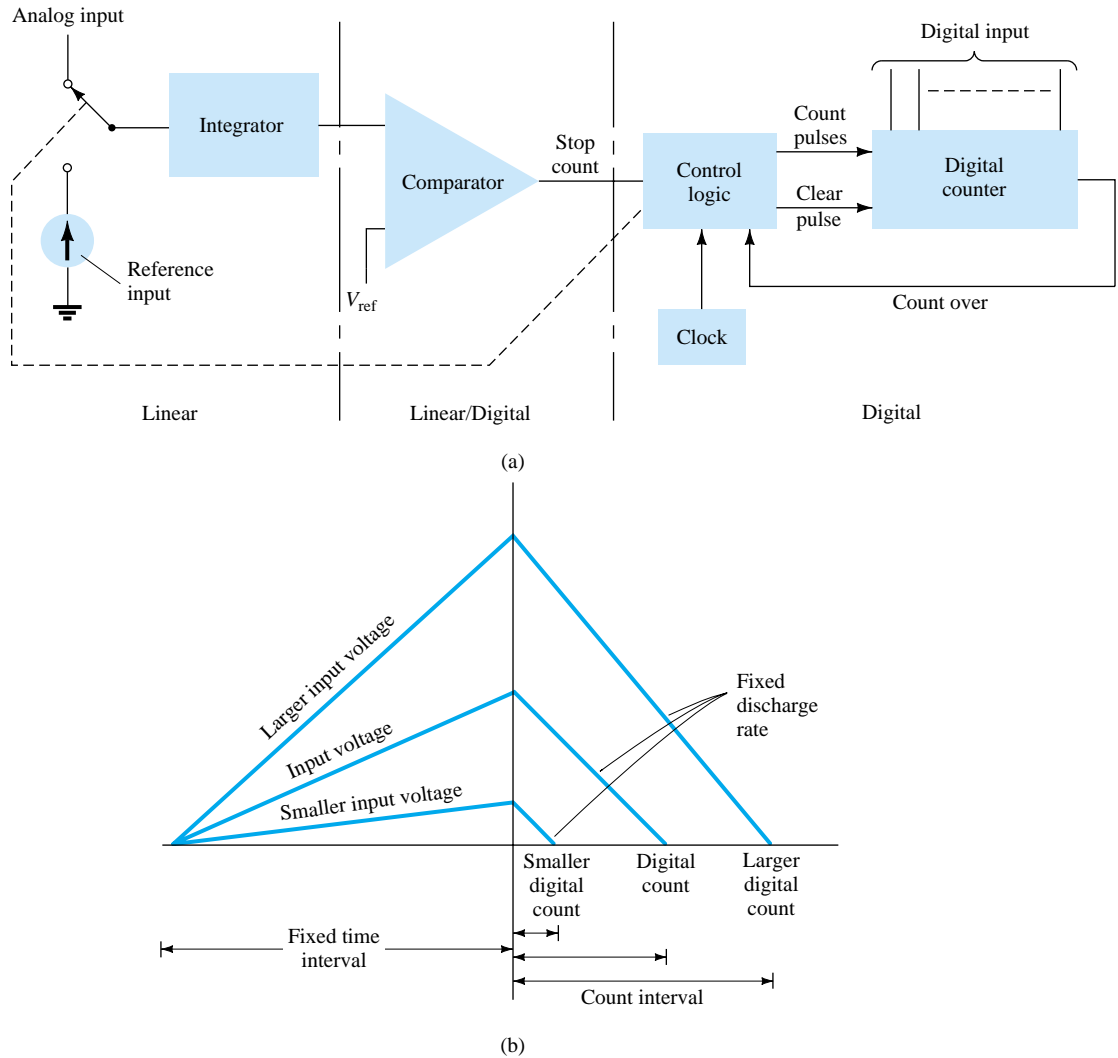 Analog input
Digital input
Integrator
Comparator
Stop
count
Control
logic
Count
pulses
Clear
pulse
Digital
counter
Reference
input
Vref
Clock
Count over
Linear
Linear/Digital
Digital
(a)
Larger input voltage
Input voltage
Smaller input voltage
Fixed
discharge
rate
Smaller
digital
count
Digital
count
Larger
digital
count
Fixed time
interval
Count interval
(b)